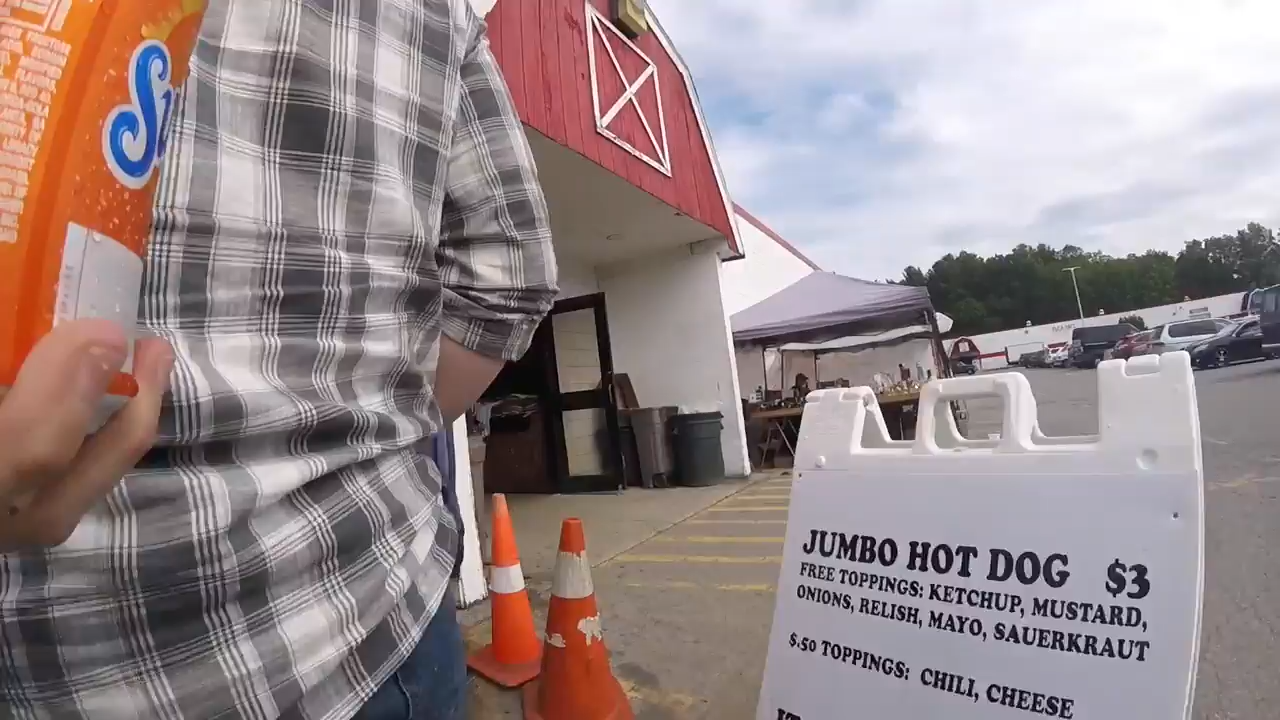 JUMBO HOT DOG $3
FREE TOPPINGS: KETCHUP, MUSTARD,
ONIONS, RELISH, MAYO, SAUERKRAUT
$.50 TOPPINGS: CHILI, CHEESE